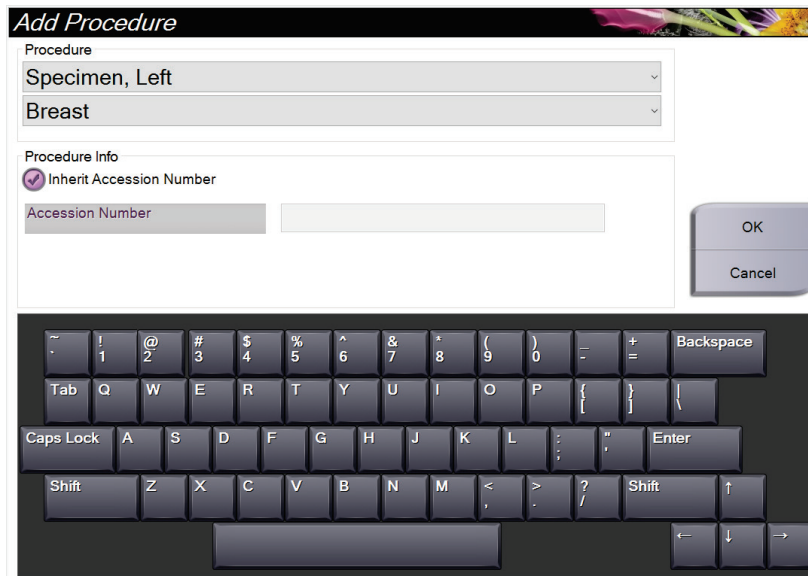 Add Procedure
Procedure
Specimen, Left
Breast
Procedure Info
Inherit Accession Number
Accession Number
OK
Cancel
~ ! @ # $ % ^ & * ( ) _ + Backspace
` 1 2 3 4 5 6 7 8 9 0 - =
Tab Q W E R T Y U I O P { } |
[ ] \
Caps Lock A S D F G H J K L : " Enter
; '
Shift Z X C V B N M < > ? Shift ↑
, . /
← ↓ →